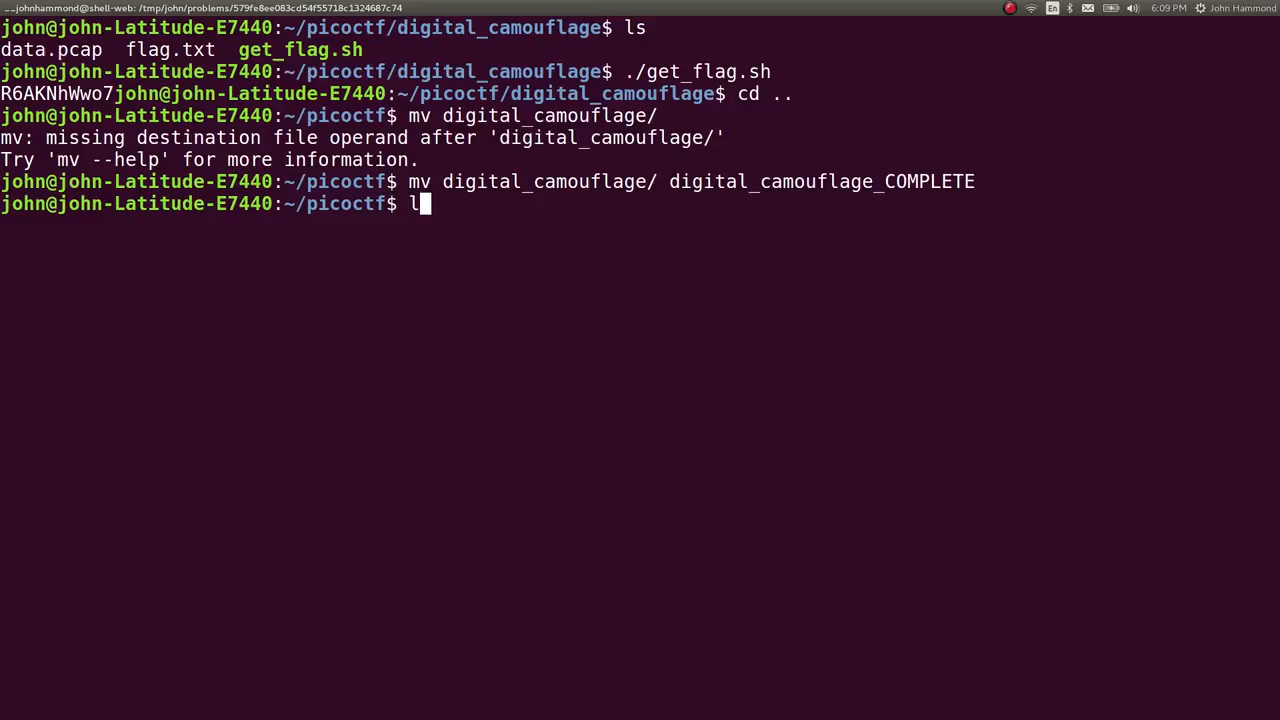 __johnhammond@shell-web: /tmp/john/problems/579fe8ee083cd54f55718c1324687c74 En 6:09 PM John Hammond
john@john-Latitude-E7440:~/picoctf/digital_camouflage$ ls
data.pcap  flag.txt  get_flag.sh
john@john-Latitude-E7440:~/picoctf/digital_camouflage$ ./get_flag.sh
R6AKNhWwo7john@john-Latitude-E7440:~/picoctf/digital_camouflage$ cd ..
john@john-Latitude-E7440:~/picoctf$ mv digital_camouflage/
mv: missing destination file operand after 'digital_camouflage/'
Try 'mv --help' for more information.
john@john-Latitude-E7440:~/picoctf$ mv digital_camouflage/ digital_camouflage_COMPLETE
john@john-Latitude-E7440:~/picoctf$ l